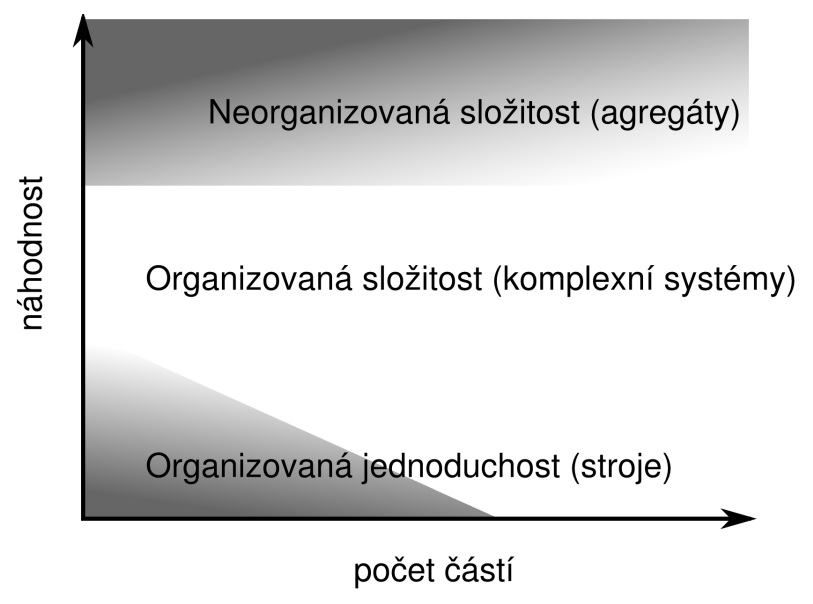 Neorganizovaná složitost (agregáty)
náhodnost
Organizovaná složitost (komplexní systémy)
Organizovaná jednoduchost (stroje)
počet částí